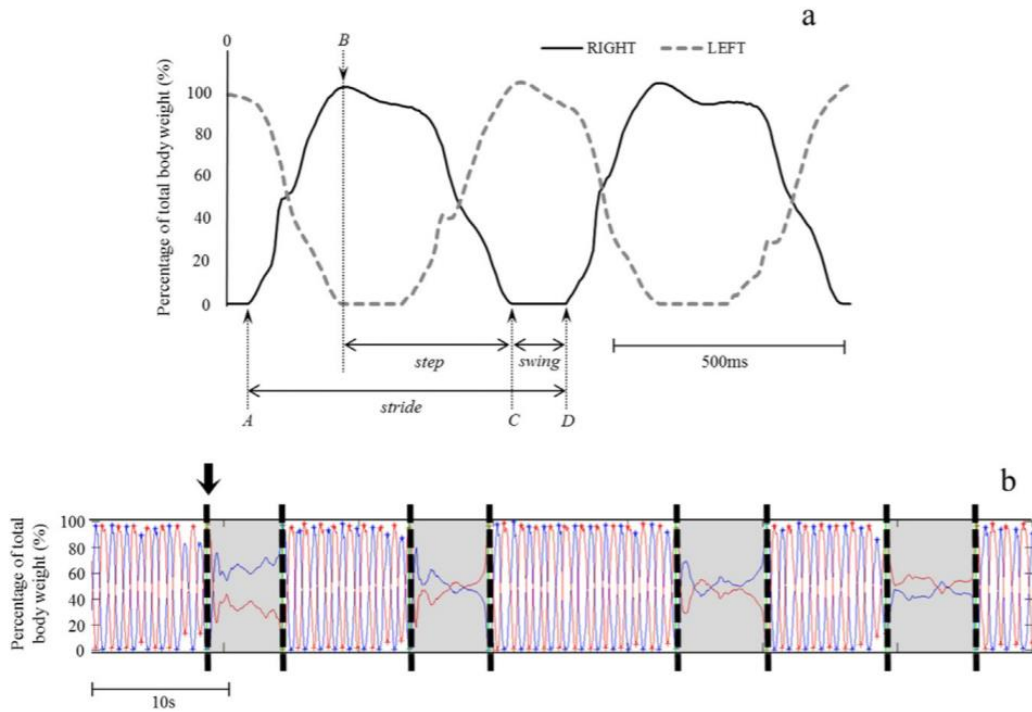 a
0
B
RIGHT
LEFT
Percentage of total body weight (%)
100
80
60
40
20
0
step
swing
500ms
stride
A
C
D
b
Percentage of total
body weight (%)
100
80
60
40
20
0
10s